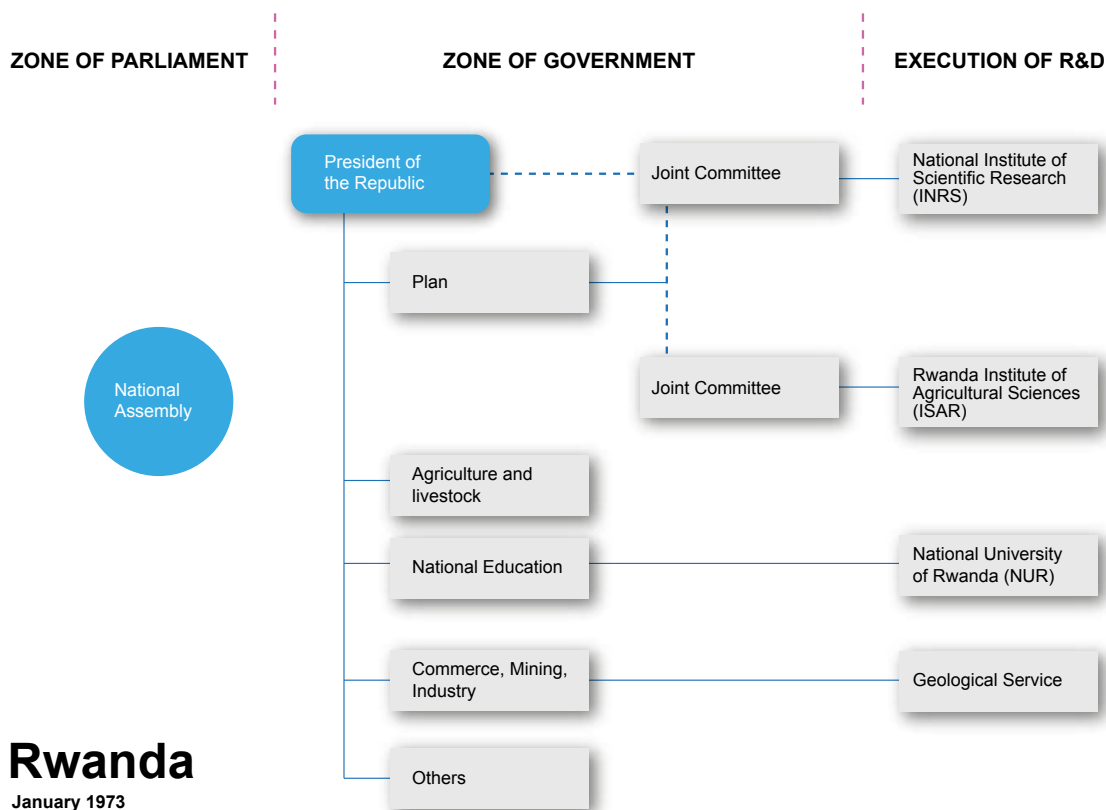 ZONE OF PARLIAMENT
ZONE OF GOVERNMENT
EXECUTION OF R&D
President of
the Republic
Joint Committee
National Institute of
Scientific Research
(INRS)
Plan
National
Assembly
Joint Committee
Rwanda Institute of
Agricultural Sciences
(ISAR)
Agriculture and
livestock
National Education
National University
of Rwanda (NUR)
Commerce, Mining,
Industry
Geological Service
Others
Rwanda
January 1973